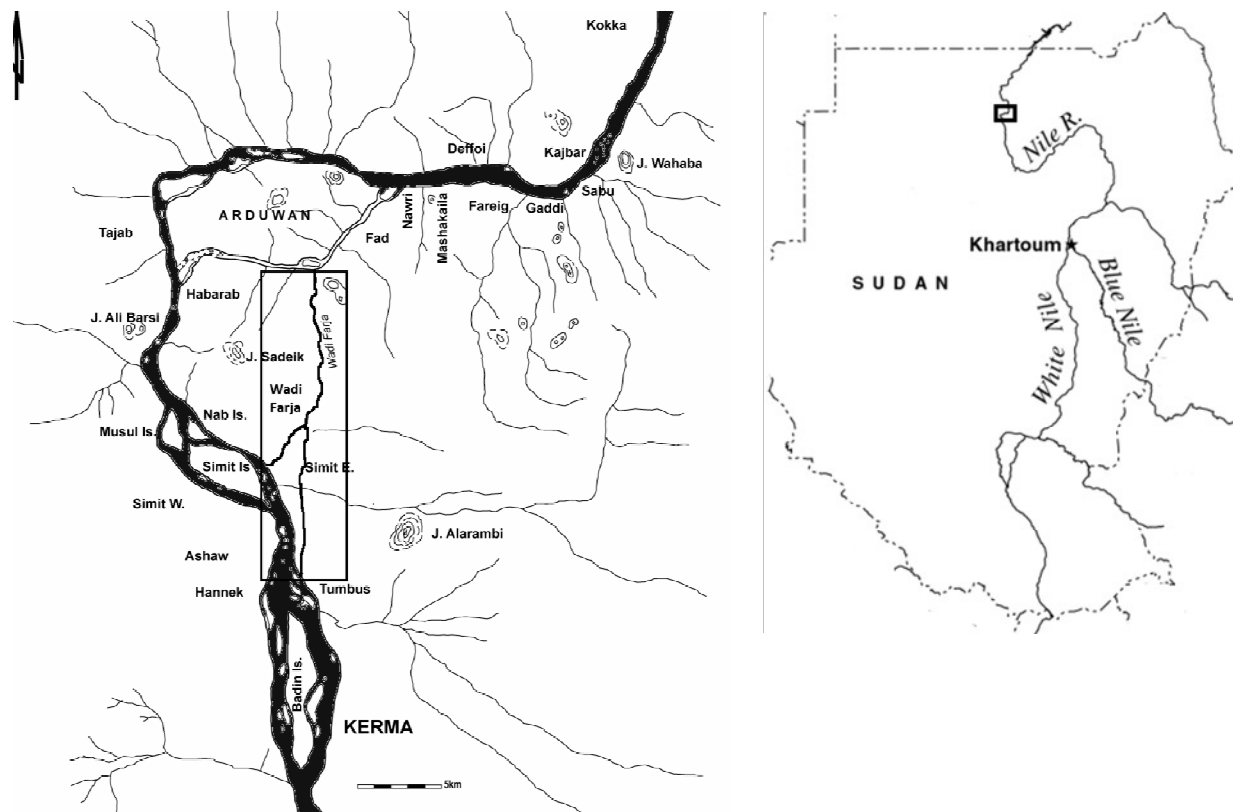 Kokka
Deffoi
Kajbar
J. Wahaba
Sabu
Nawri
Mashakaila
Fareig
Gaddi
ARDUWAN
Fad
Tajab
Habarab
J. Ali Barsi
J. Sadeik
Wadi Farja
Wadi
Farja
Nab Is.
Musul Is.
Simit Is
Simit E.
Simit W.
J. Alarambi
Ashaw
Hannek
Tumbus
Badin Is.
KERMA
5km
Nile R.
Khartoum
SUDAN
White Nile
Blue Nile